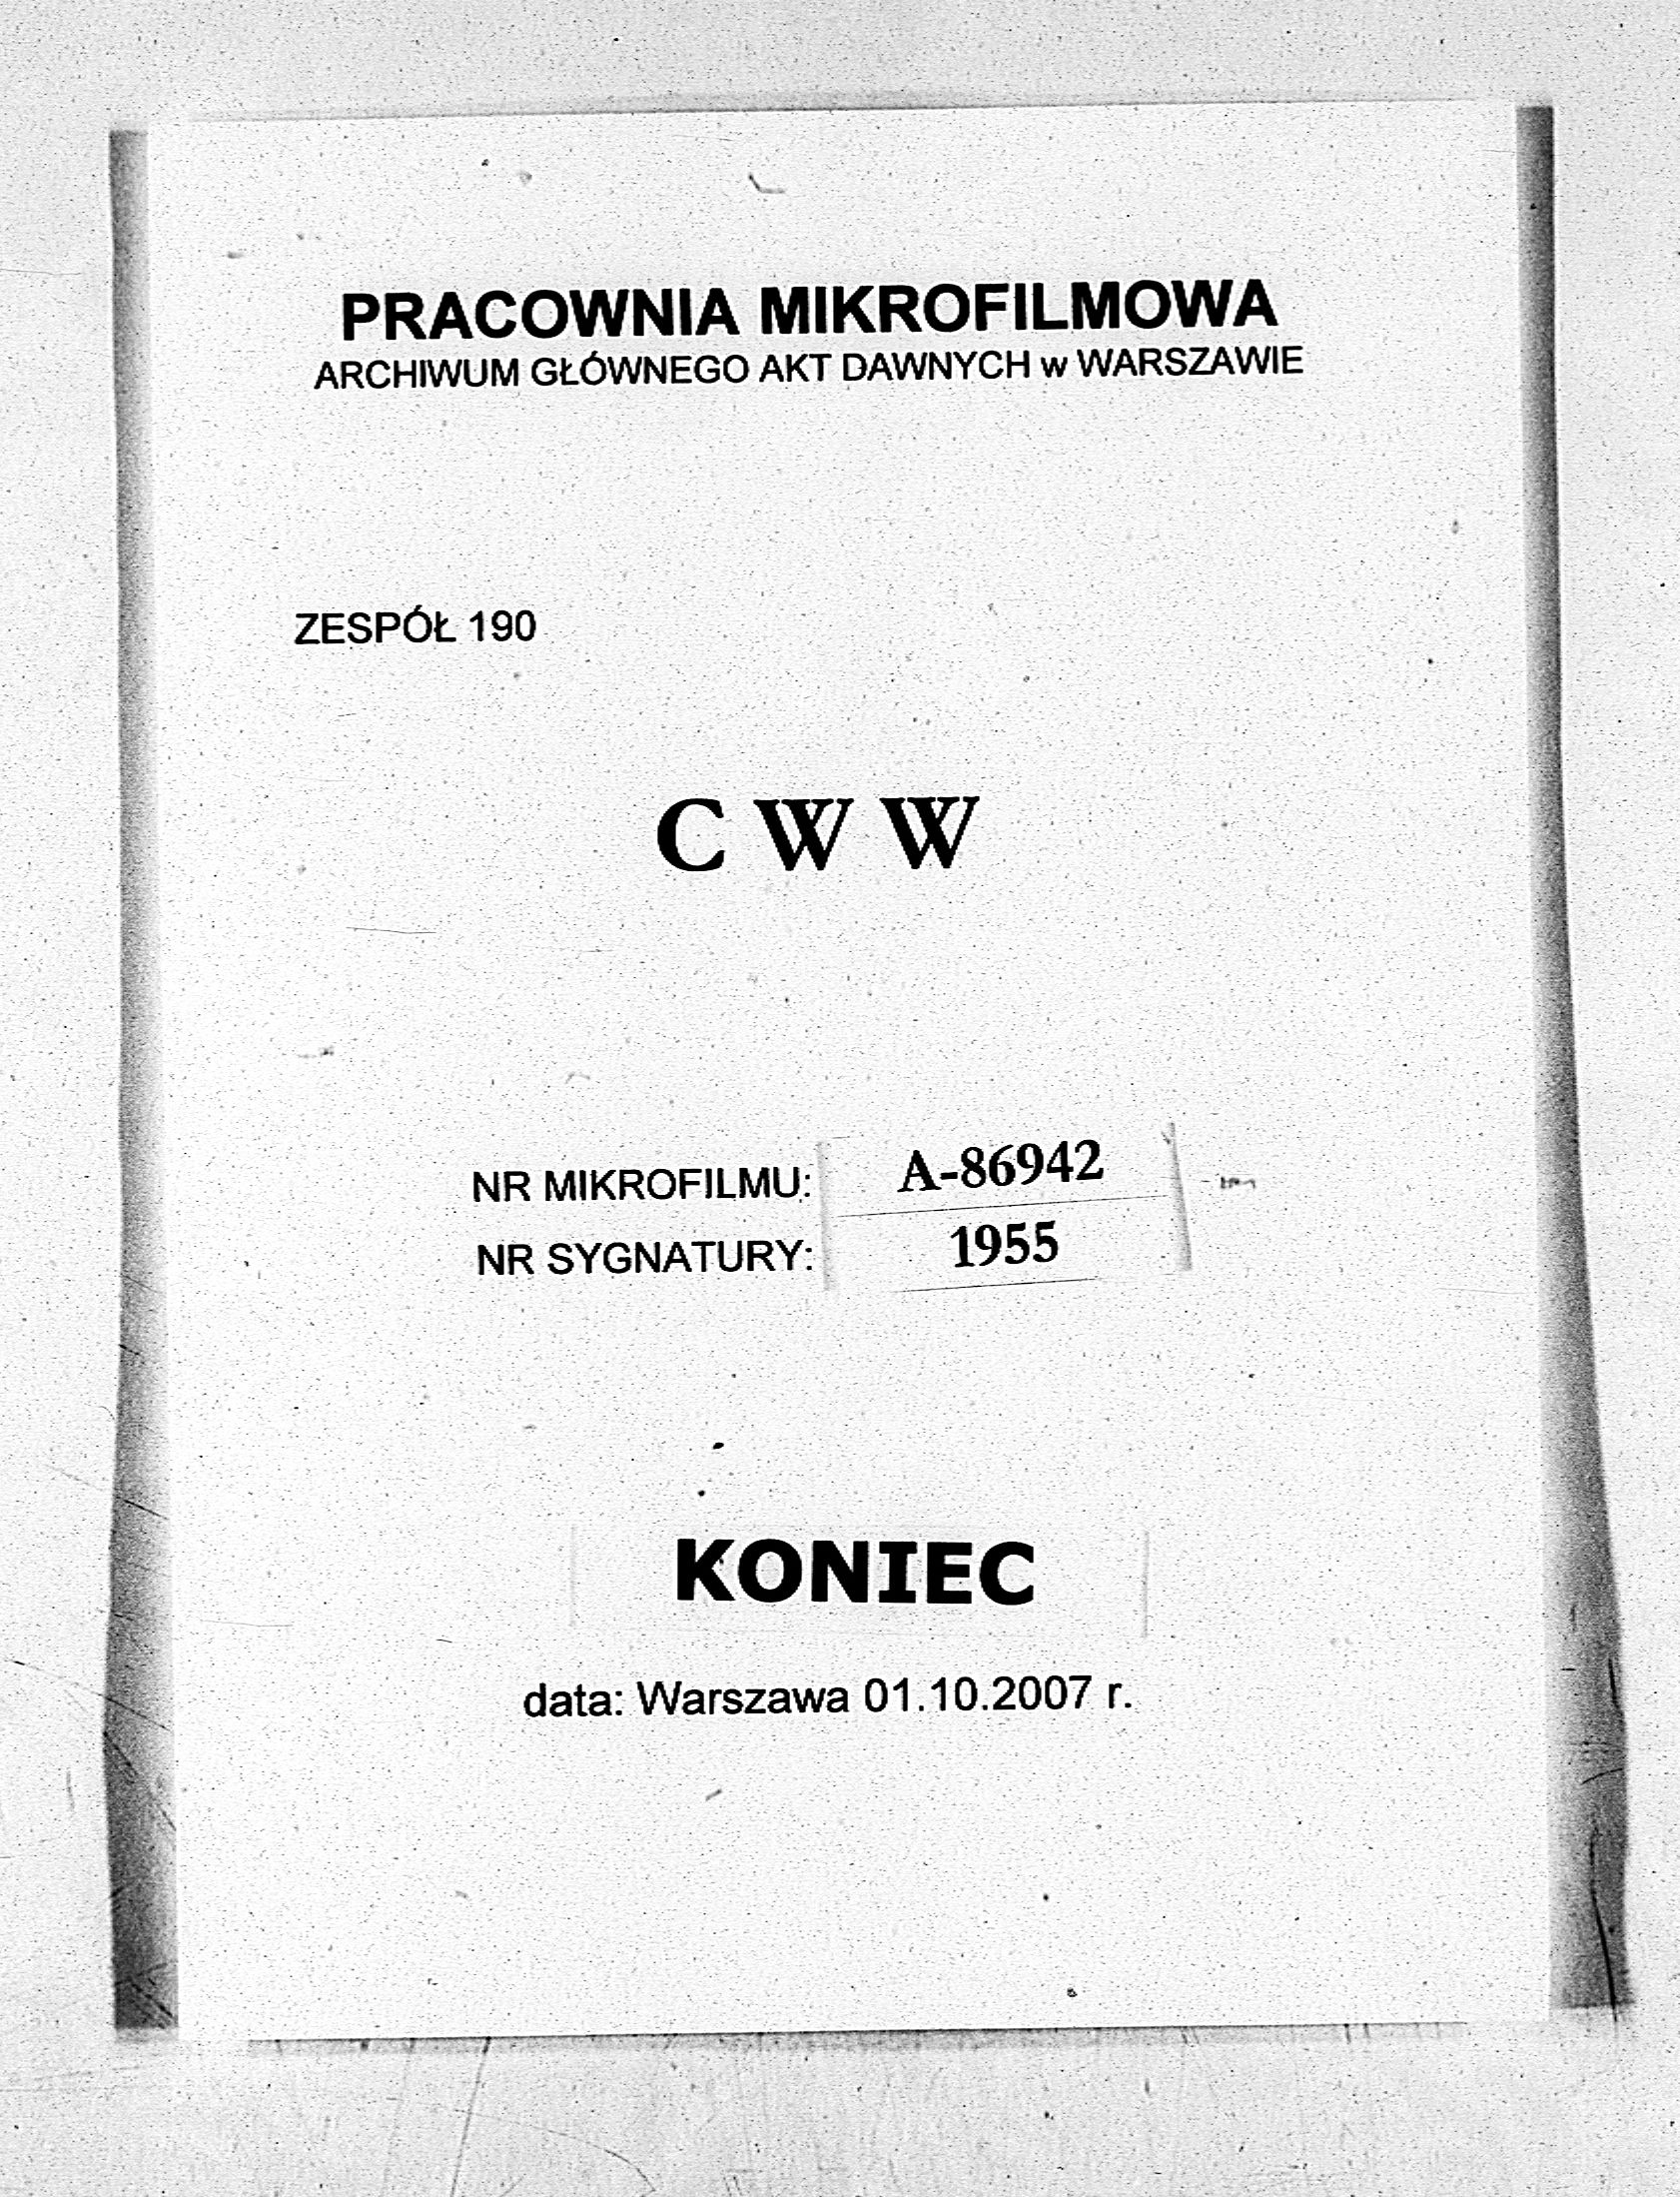 PRACOWNIA MIKROFILMOWA
ARCHIWUM GŁÓWNEGO AKT DAWNYCH w WARSZAWIE
ZESPÓŁ 190
C W W
NR MIKROFILMU: A-86942
NR SYGNATURY: 1955
KONIEC
data: Warszawa 01.10.2007 r.